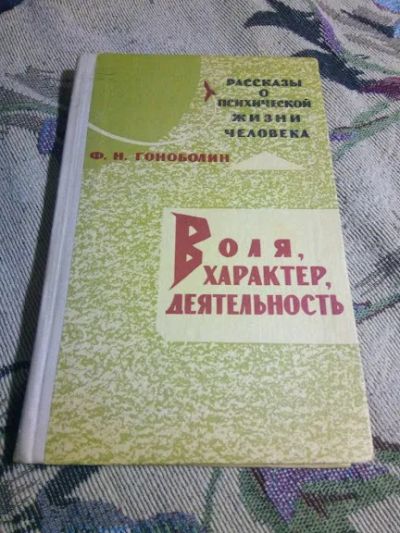 РАССКАЗЫ
О
ПСИХИЧЕСКОЙ
ЖИЗНИ
ЧЕЛОВЕКА
Ф. Н. ГОНОБОЛИН
ВОЛЯ,
ХАРАКТЕР,
ДЕЯТЕЛЬНОСТЬ